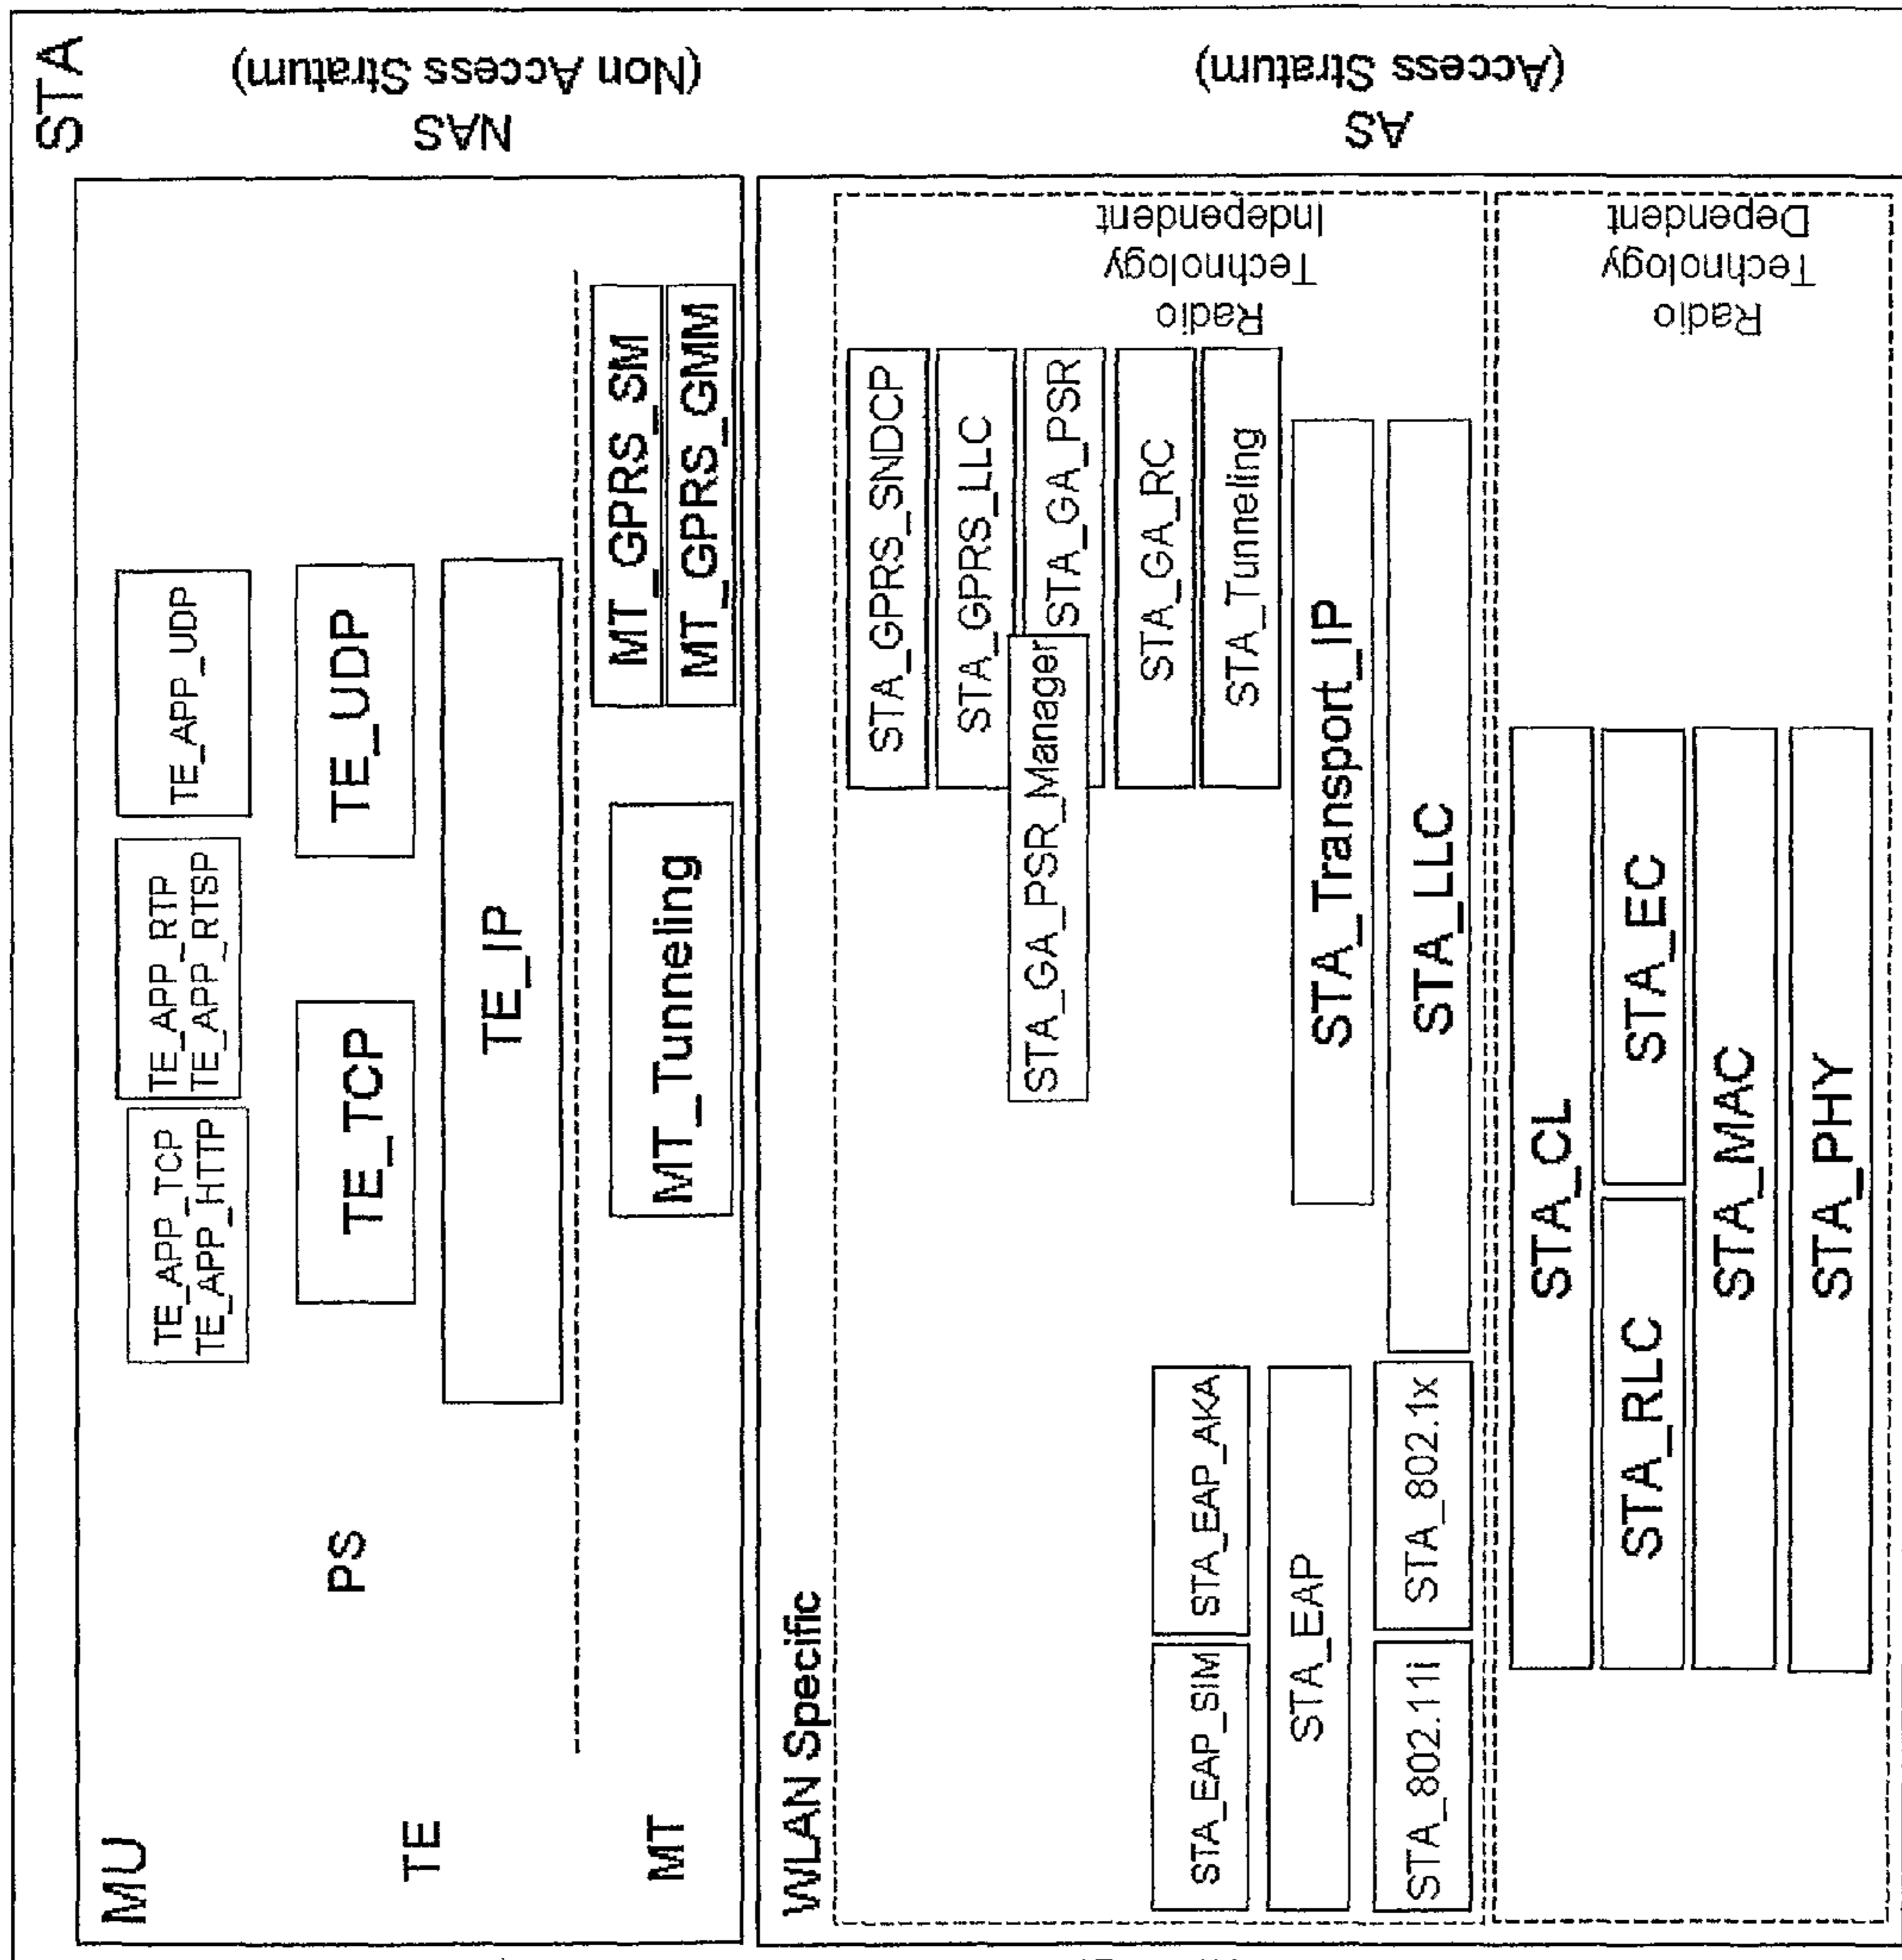 STA
MU
PS
TE
MT
NAS
(Non Access Stratum)
TE_APP_TCP
TE_APP_HTTP
TE_APP_RTP
TE_APP_RTSP
TE_APP_UDP
TE_TCP
TE_UDP
TE_IP
MT_Tunneling
MT_GPRS_SM
MT_GPRS_GMM
WLAN Specific
AS
(Access Stratum)
Radio
Technology
Independent
STA_GPRS_SNDCP
STA_GPRS_LLC
STA_GA_PSR_Manager
STA_GA_PSR
STA_GA_RC
STA_Tunneling
STA_EAP_SIM
STA_EAP_AKA
STA_EAP
STA_Transport_IP
STA_802.11i
STA_802.1x
STA_LLC
Radio
Technology
Dependent
STA_CL
STA_RLC
STA_EC
STA_MAC
STA_PHY